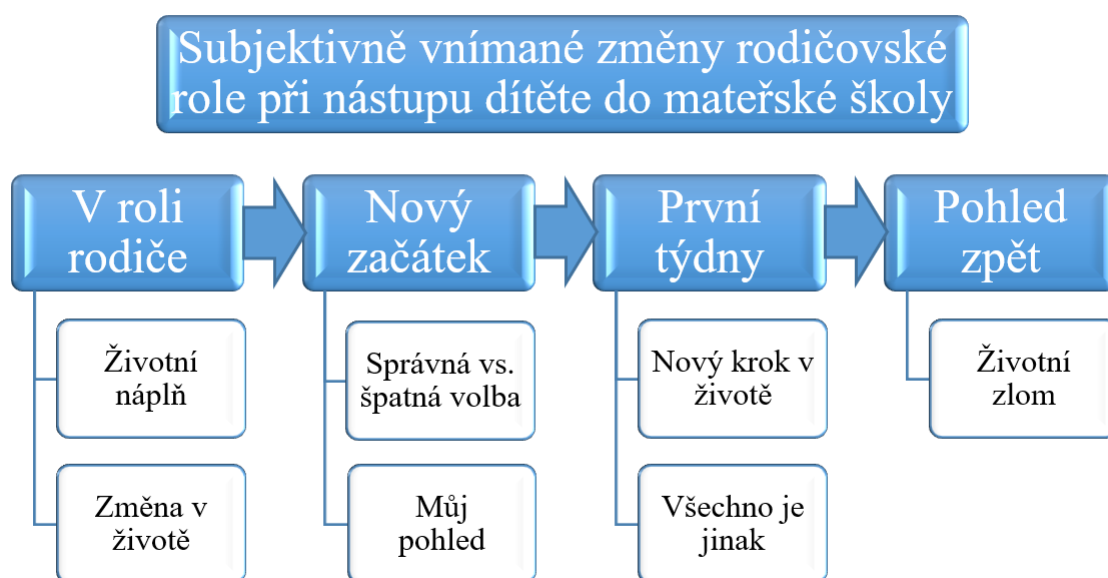 Subjektivně vnímané změny rodičovské
role při nástupu dítěte do mateřské školy
V roli
rodiče
Nový
začátek
První
týdny
Pohled
zpět
Životní
náplň
Správná vs.
špatná volba
Nový krok v
životě
Životní
zlom
Změna v
životě
Můj
pohled
Všechno je
jinak